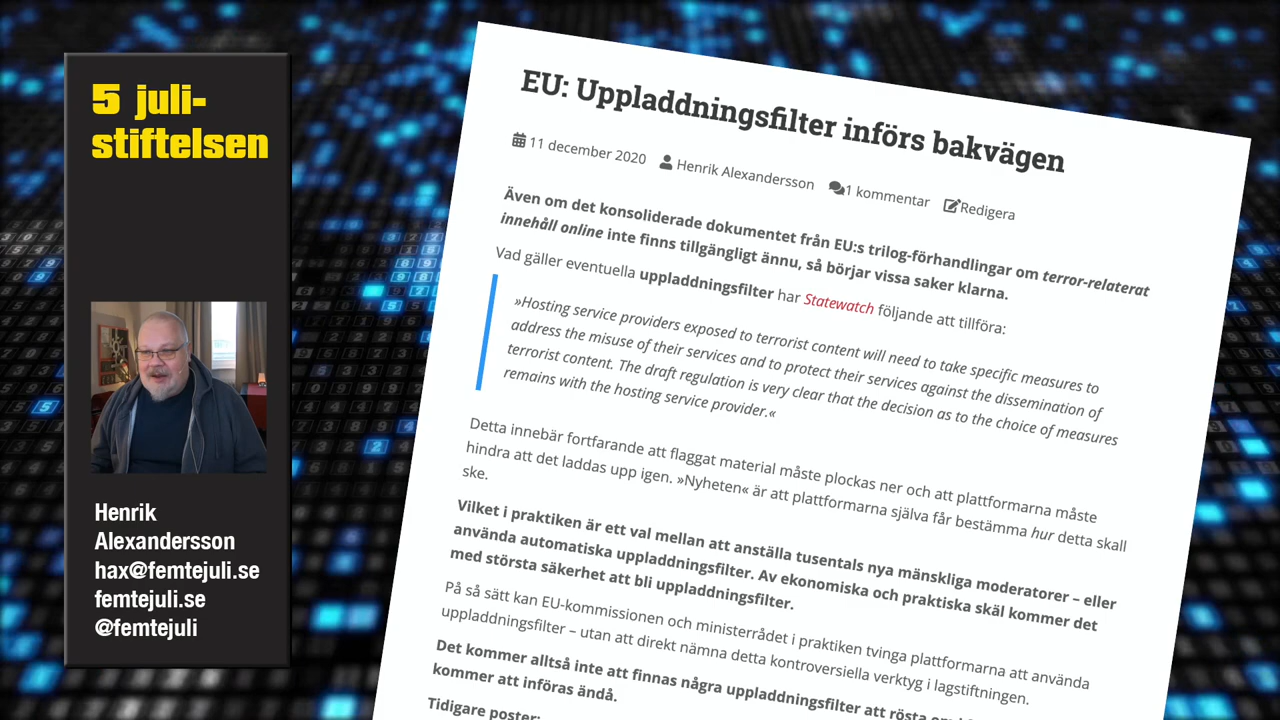 5 juli-
stiftelsen
Henrik
Alexandersson
hax@femtejuli.se
femtejuli.se
@femtejuli
EU: Uppladdningsfilter införs bakvägen
11 december 2020 Henrik Alexandersson 1 kommentar Redigera
Även om det konsoliderade dokumentet från EU:s trilog-förhandlingar om terror-relaterat
innehåll online inte finns tillgängligt ännu, så börjar vissa saker klarna.
Vad gäller eventuella uppladdningsfilter har Statewatch följande att tillföra:
»Hosting service providers exposed to terrorist content will need to take specific measures to
address the misuse of their services and to protect their services against the dissemination of
terrorist content. The draft regulation is very clear that the decision as to the choice of measures
remains with the hosting service provider.«
Detta innebär fortfarande att flaggat material måste plockas ner och att plattformarna måste
hindra att det laddas upp igen. »Nyheten« är att plattformarna själva får bestämma hur detta skall
ske.
Vilket i praktiken är ett val mellan att anställa tusentals nya mänskliga moderatorer – eller
använda automatiska uppladdningsfilter. Av ekonomiska och praktiska skäl kommer det
med största säkerhet att bli uppladdningsfilter.
På så sätt kan EU-kommissionen och ministerrådet i praktiken tvinga plattformarna att använda
uppladdningsfilter – utan att direkt nämna detta kontroversiella verktyg i lagstiftningen.
Det kommer alltså inte att finnas några uppladdningsfilter att rösta om
kommer att införas ändå.
Tidigare poster: